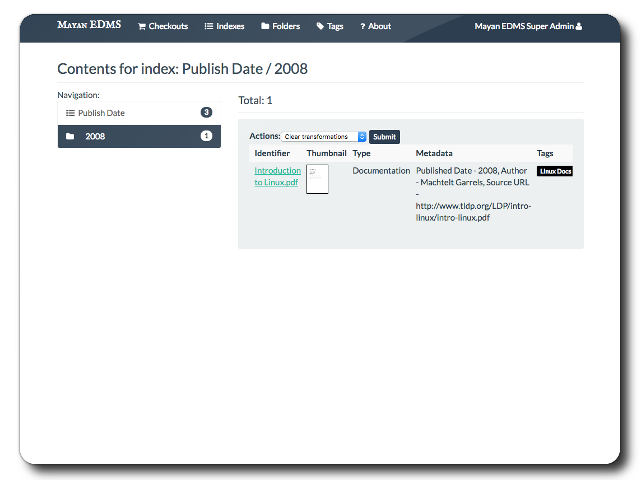 Mayan EDMS Checkouts Indexes Folders Tags ? About Mayan EDMS Super Admin
Contents for index: Publish Date / 2008
Navigation:
Publish Date 3
2008 1
Total: 1
Actions: Clear transformations Submit
Identifier Thumbnail Type Metadata Tags
Introduction Documentation Published Date - 2008, Author Linux Docs
to Linux.pdf - Machtelt Garrels, Source URL
-
http://www.tldp.org/LDP/intro-
linux/intro-linux.pdf